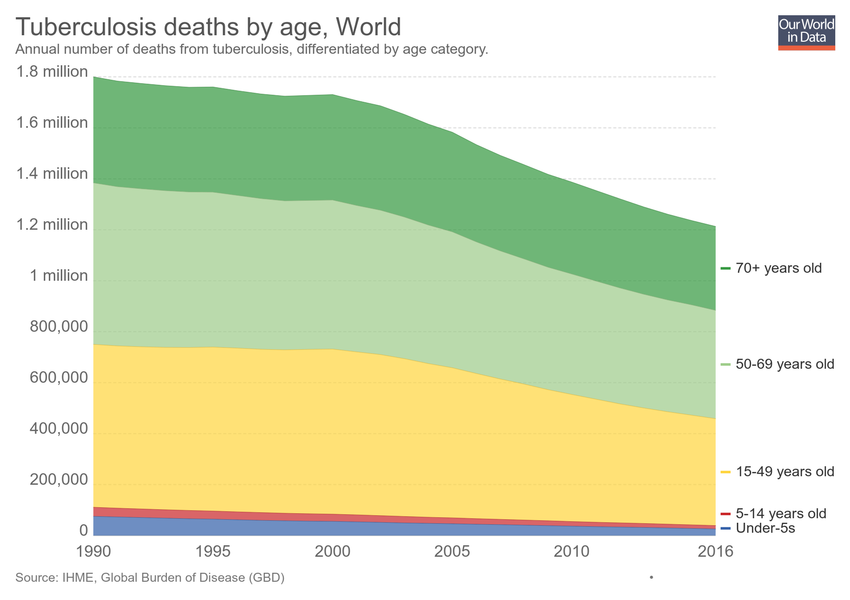 Tuberculosis deaths by age, World
Annual number of deaths from tuberculosis, differentiated by age category.
Our World
in Data
1.8 million
1.6 million
1.4 million
1.2 million
1 million
800,000
600,000
400,000
200,000
0
70+ years old
50-69 years old
15-49 years old
5-14 years old
Under-5s
1990 1995 2000 2005 2010 2016
Source: IHME, Global Burden of Disease (GBD)